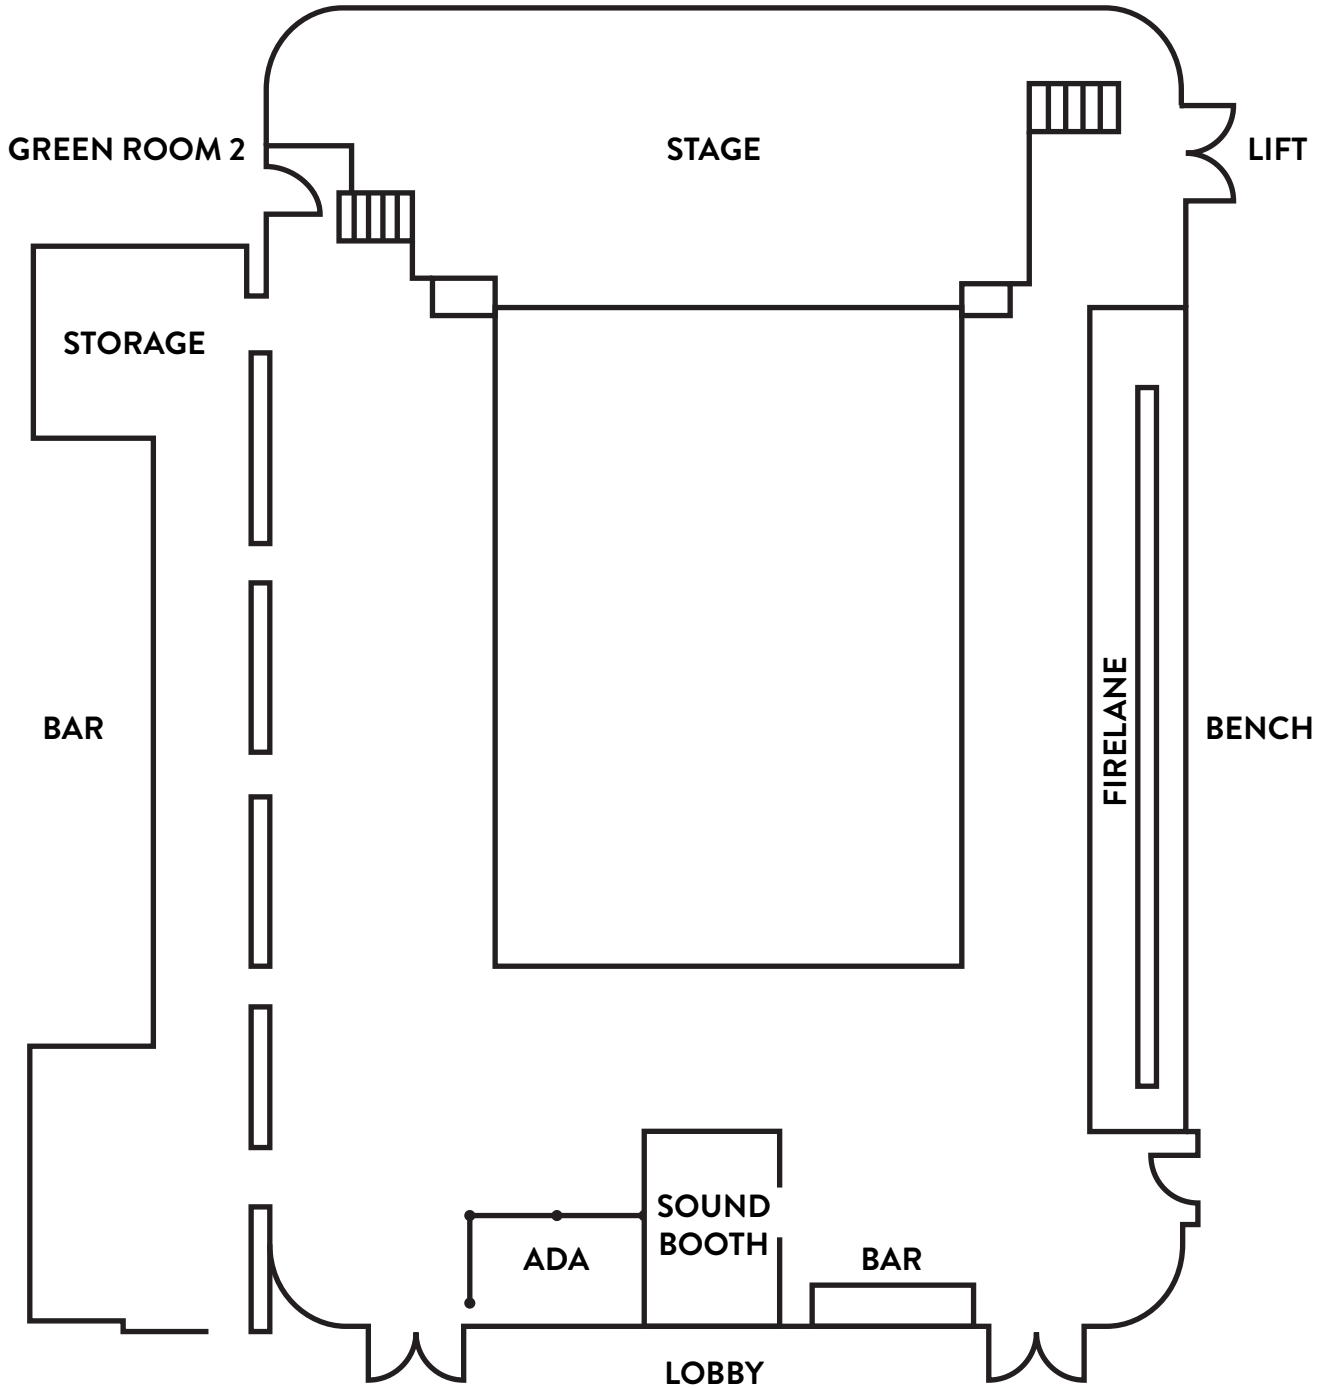 GREEN ROOM 2
STAGE
LIFT
STORAGE
BAR
FIRELANE
BENCH
SOUND
BOOTH
ADA
BAR
LOBBY